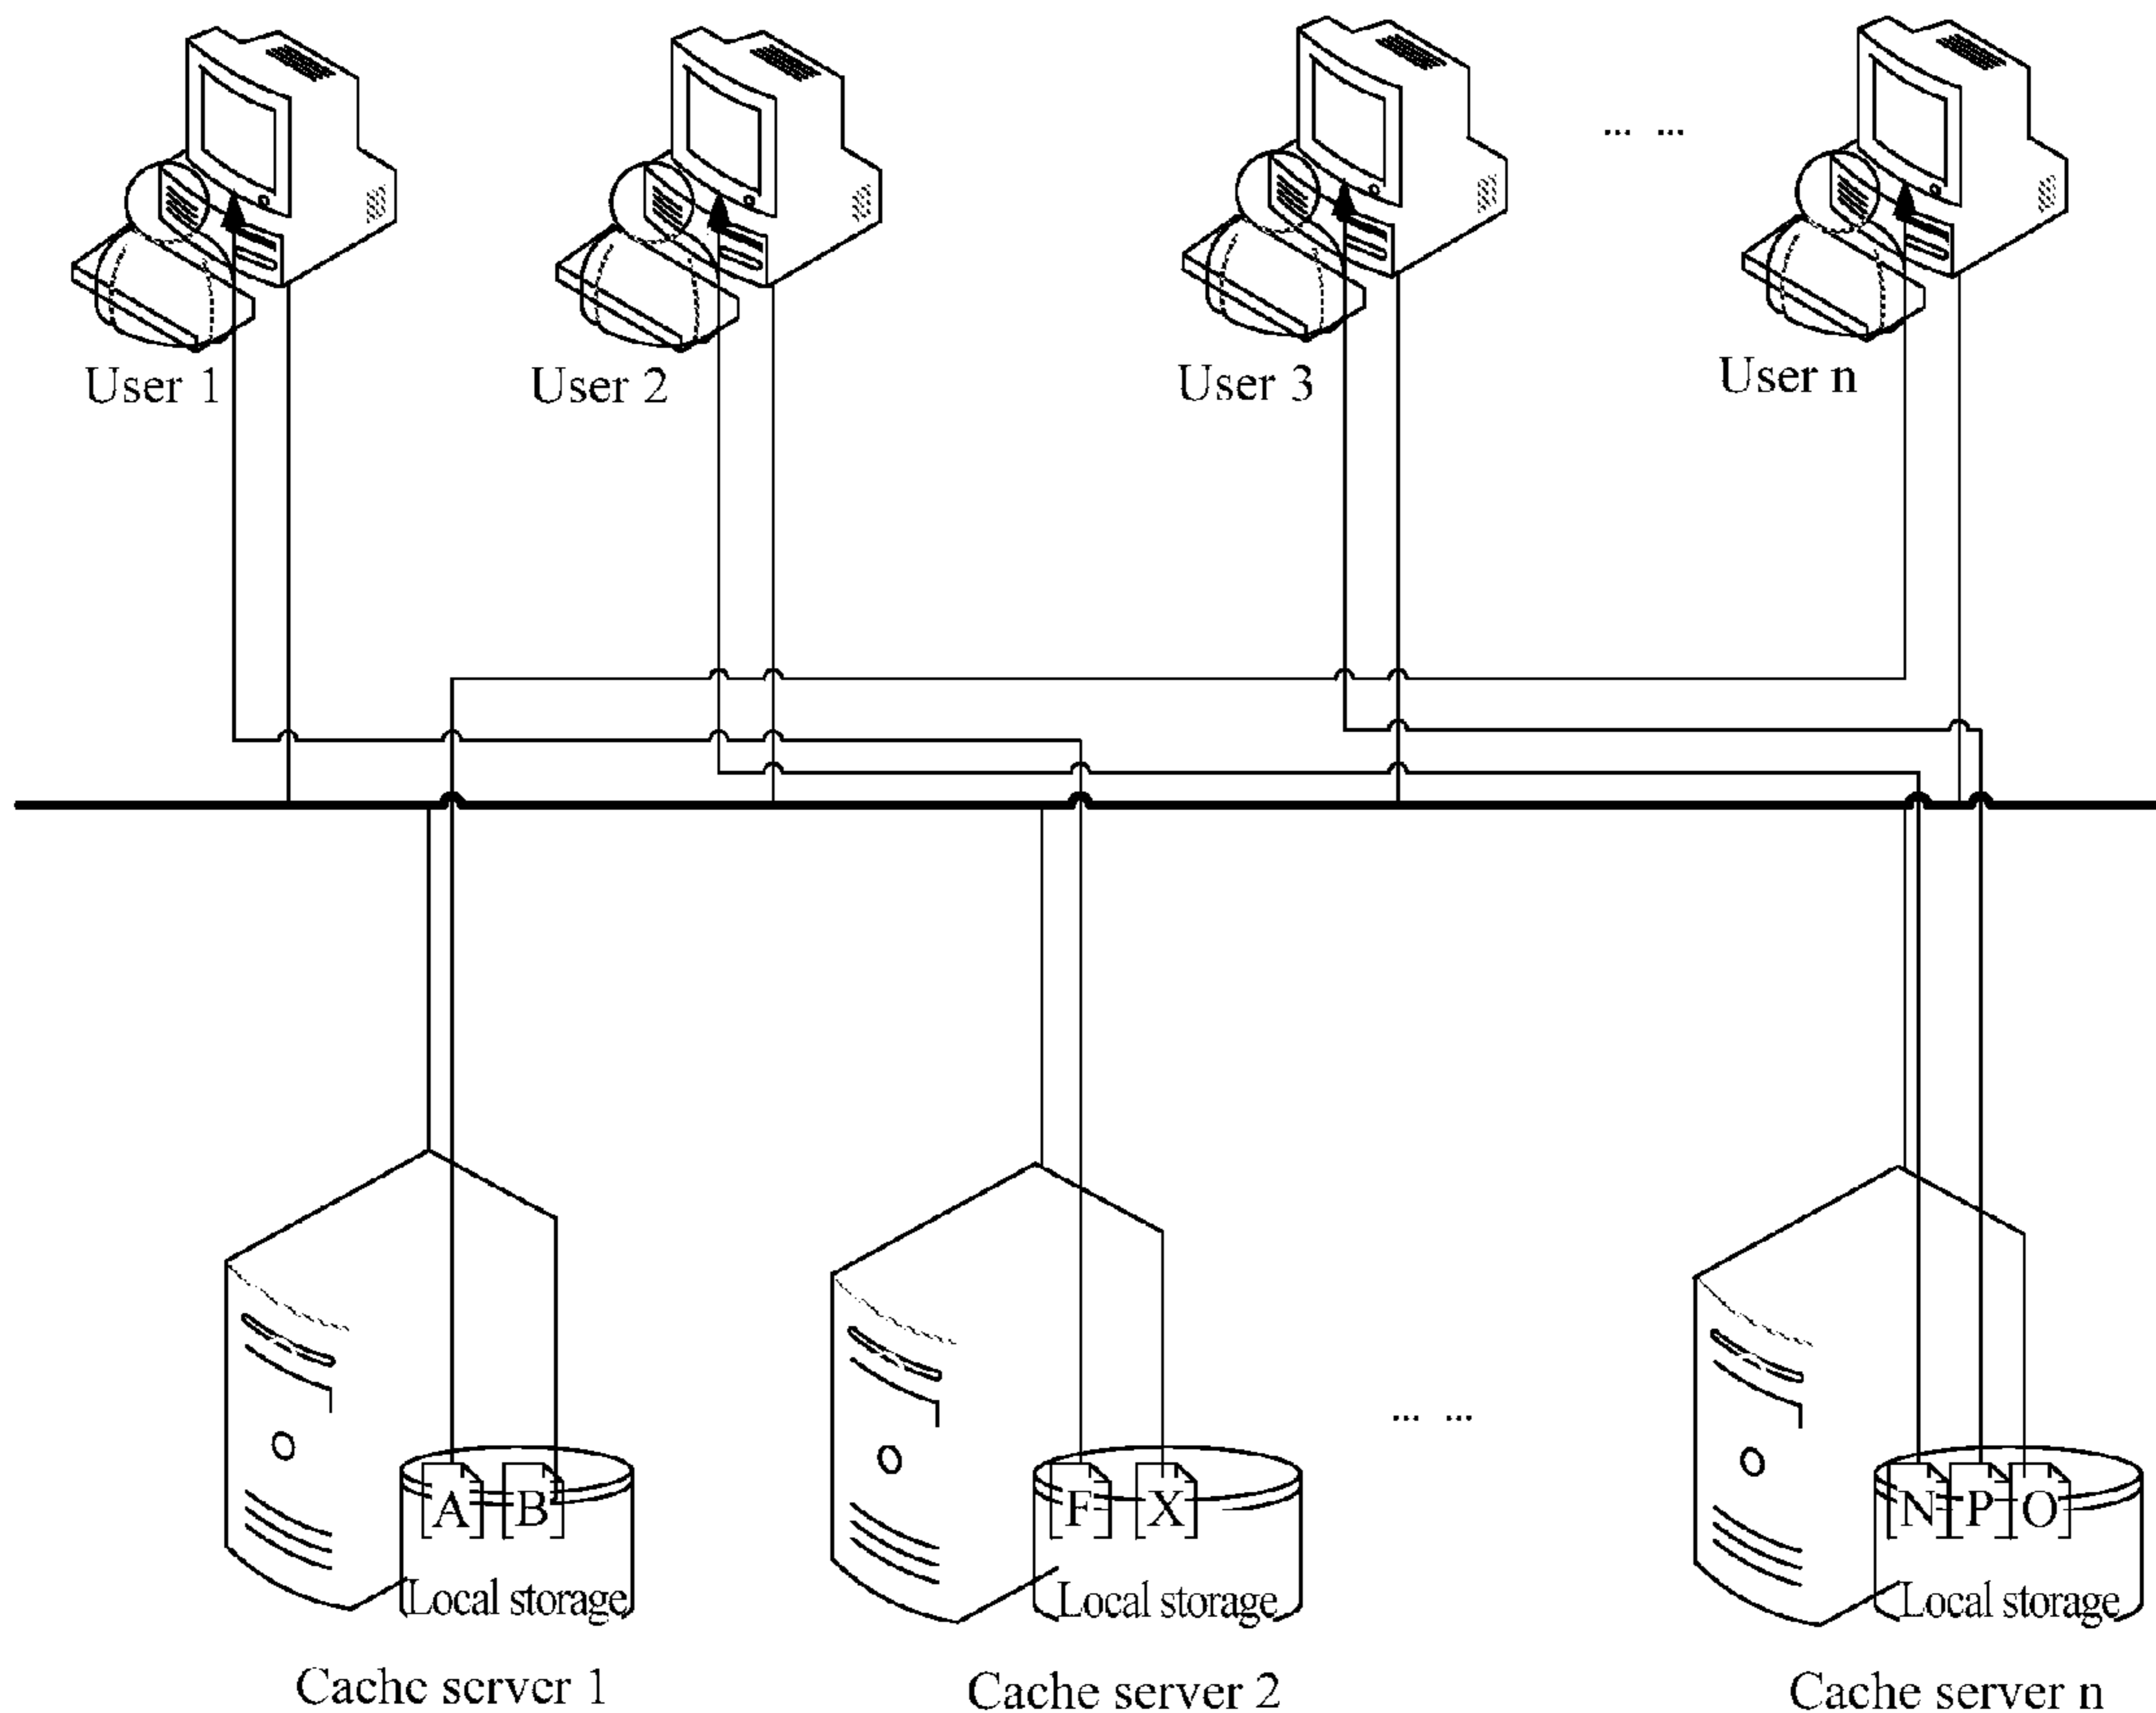 ... ...
User 1 User 2 User 3 User n
... ...
A B F X N P O
Local storage Local storage Local storage
Cache server 1 Cache server 2 Cache server n